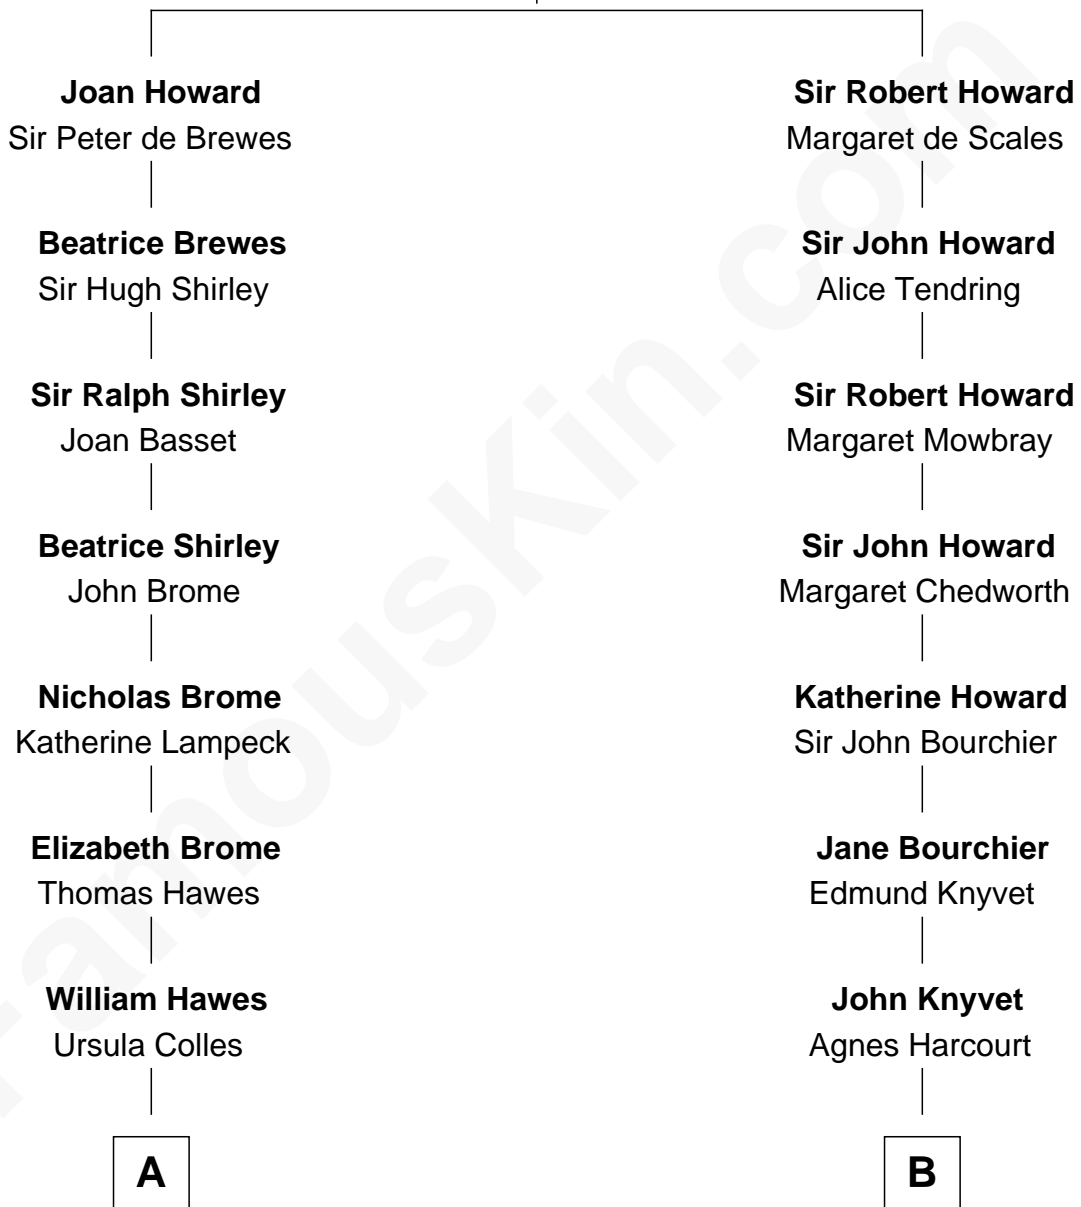 Joan Howard
Sir Peter de Brewes
Sir Robert Howard
Margaret de Scales
Beatrice Brewes
Sir Hugh Shirley
Sir John Howard
Alice Tendring
Sir Ralph Shirley
Joan Basset
Sir Robert Howard
Margaret Mowbray
Beatrice Shirley
John Brome
Sir John Howard
Margaret Chedworth
Nicholas Brome
Katherine Lampeck
Katherine Howard
Sir John Bourchier
Elizabeth Brome
Thomas Hawes
Jane Bourchier
Edmund Knyvet
William Hawes
Ursula Colles
John Knyvet
Agnes Harcourt
A
B
FamousKin.com